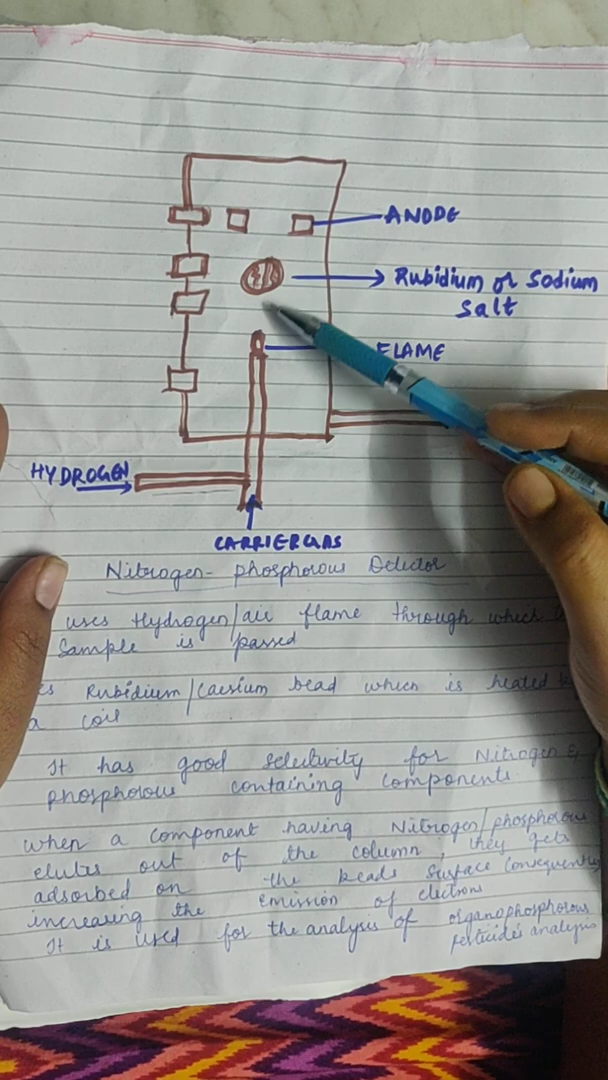 ANODE
Rubidium or Sodium
salt
FLAME
HYDROGEN
CARRIERGAS
Nitrogen- phosphorous Detector
uses Hydrogen/air flame through which
Sample is passed
Rubidium/Caesium bead which is heated
a coil
It has good selectivity for Nitrogen &
phosphorous containing components.
when a component having Nitrogen/phosphorous
elutes out of the column, they gets
adsorbed on the beads surface consequently
increasing the emission of electrons
It is used for the analysis of organophosphorous
pesticides analysis